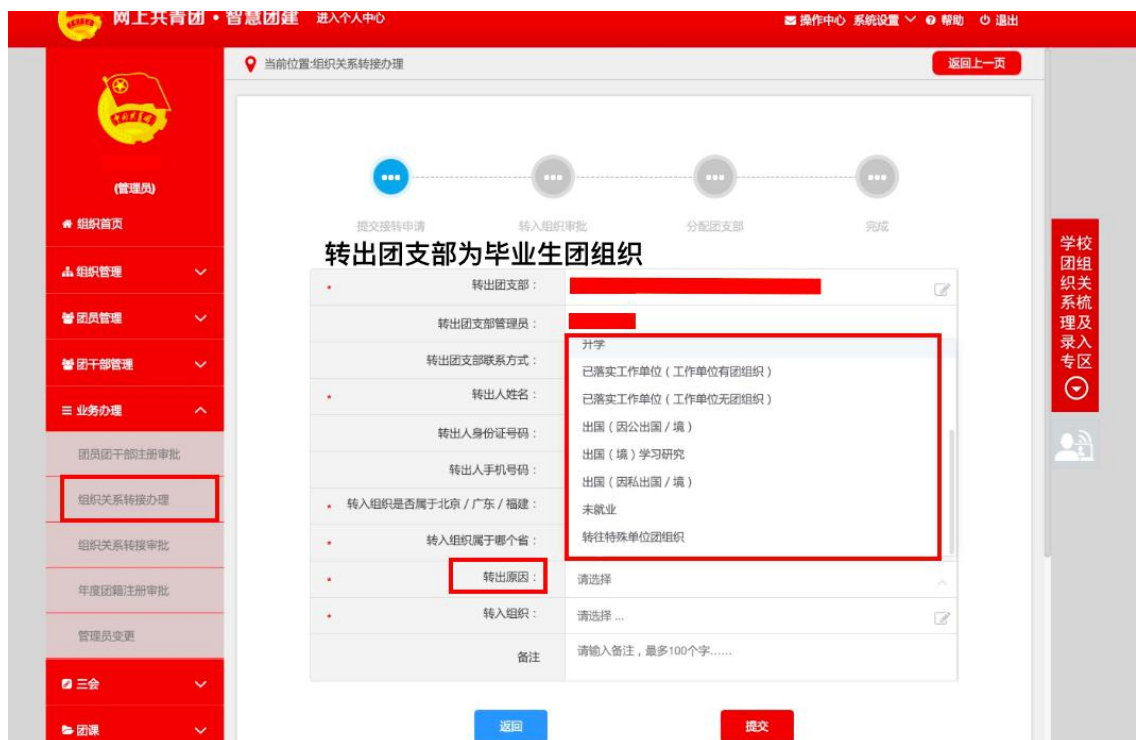 网上共青团·智慧团建 进入个人中心 操作中心 系统设置 帮助 退出
当前位置:组织关系转接办理 返回上一页
(管理员)
组织首页
组织管理
团员管理
团干部管理
业务办理
团员团干部注册审批
组织关系转接办理
组织关系转接审批
年度团籍注册审批
管理员变更
三会
团课
提交接转申请 转入组织审批 分配团支部 完成
转出团支部为毕业生团组织
* 转出团支部：
转出团支部管理员：
转出团支部联系方式：
* 转出人姓名：
转出人身份证号码：
转出人手机号码：
* 转入组织是否属于北京/广东/福建：
* 转入组织属于哪个省：
* 转出原因： 请选择
* 转入组织： 请选择 ...
备注 请输入备注，最多100个字......
升学
已落实工作单位（工作单位有团组织）
已落实工作单位（工作单位无团组织）
出国（因公出国/境）
出国（境）学习研究
出国（因私出国/境）
未就业
转往特殊单位团组织
返回 提交
学校
团组
织关
系统
理及
录入
专区